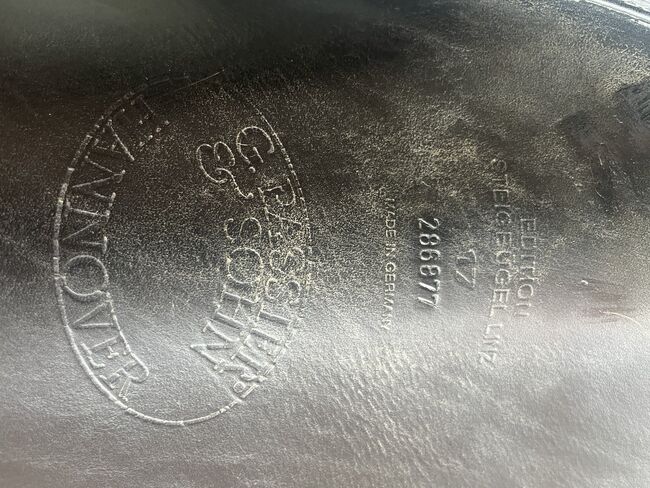 EDITION
STEIGBÜGEL LINZ
17
286877
MADE IN GERMANY
G. PASSIER
& SOHN
HANNOVER